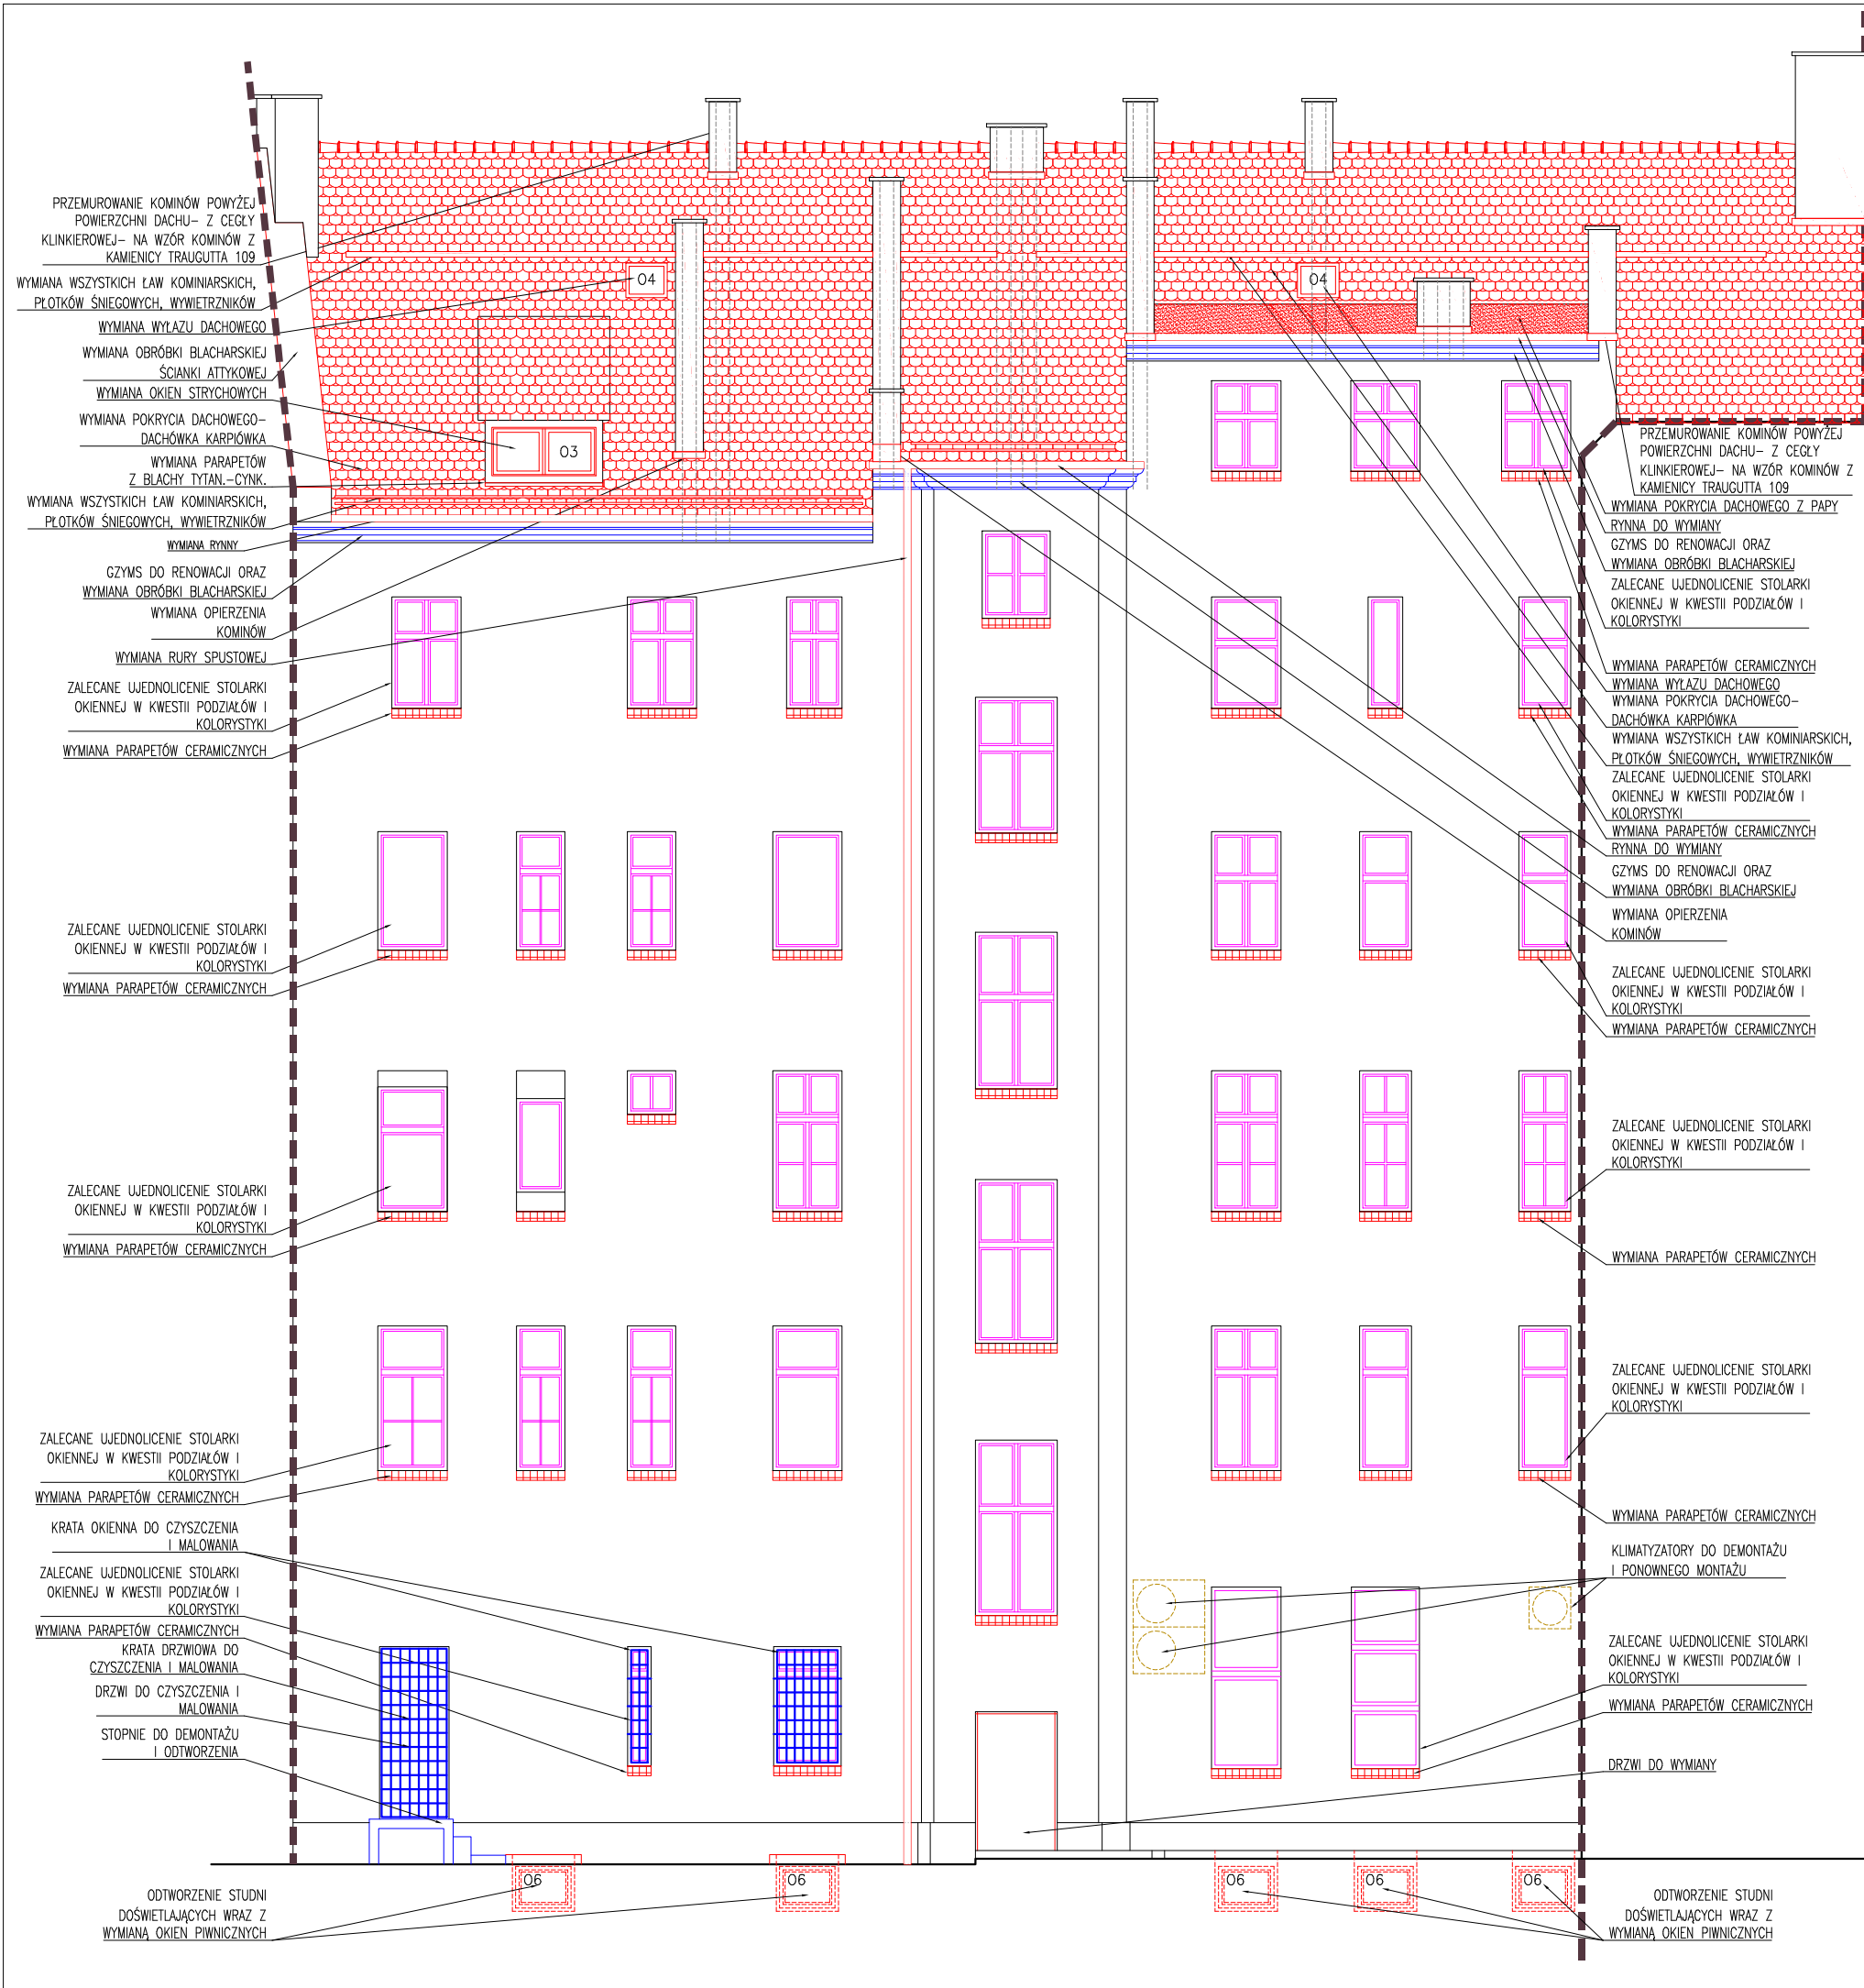 PRZEMUROWANIE KOMINÓW POWYŻEJ
POWIERZCHNI DACHU– Z CEGŁY
KLINKIEROWEJ– NA WZÓR KOMINÓW Z
KAMIENICY TRAUGUTTA 109
WYMIANA WSZYSTKICH ŁAW KOMINIARSKICH,
PŁOTKÓW ŚNIEGOWYCH, WYWIETRZNIKÓW
WYMIANA WYŁAZU DACHOWEGO
WYMIANA OBRÓBKI BLACHARSKIEJ
ŚCIANKI ATTYKOWEJ
WYMIANA OKIEN STRYCHOWYCH
WYMIANA POKRYCIA DACHOWEGO–
DACHÓWKA KARPIÓWKA
WYMIANA PARAPETÓW
Z BLACHY TYTAN.–CYNK.
WYMIANA WSZYSTKICH ŁAW KOMINIARSKICH,
PŁOTKÓW ŚNIEGOWYCH, WYWIETRZNIKÓW
WYMIANA RYNNY
GZYMS DO RENOWACJI ORAZ
WYMIANA OBRÓBKI BLACHARSKIEJ
WYMIANA OPIERZENIA
KOMINÓW
WYMIANA RURY SPUSTOWEJ
ZALECANE UJEDNOLICENIE STOLARKI
OKIENNEJ W KWESTII PODZIAŁÓW I
KOLORYSTYKI
WYMIANA PARAPETÓW CERAMICZNYCH
ZALECANE UJEDNOLICENIE STOLARKI
OKIENNEJ W KWESTII PODZIAŁÓW I
KOLORYSTYKI
WYMIANA PARAPETÓW CERAMICZNYCH
ZALECANE UJEDNOLICENIE STOLARKI
OKIENNEJ W KWESTII PODZIAŁÓW I
KOLORYSTYKI
WYMIANA PARAPETÓW CERAMICZNYCH
ZALECANE UJEDNOLICENIE STOLARKI
OKIENNEJ W KWESTII PODZIAŁÓW I
KOLORYSTYKI
WYMIANA PARAPETÓW CERAMICZNYCH
KRATA OKIENNA DO CZYSZCZENIA
I MALOWANIA
ZALECANE UJEDNOLICENIE STOLARKI
OKIENNEJ W KWESTII PODZIAŁÓW I
KOLORYSTYKI
WYMIANA PARAPETÓW CERAMICZNYCH
KRATA DRZWIOWA DO
CZYSZCZENIA I MALOWANIA
DRZWI DO CZYSZCZENIA I
MALOWANIA
STOPNIE DO DEMONTAŻU
I ODTWORZENIA
ODTWORZENIE STUDNI
DOŚWIETLAJĄCYCH WRAZ Z
WYMIANĄ OKIEN PIWNICZNYCH
04
04
03
06
06
06
06
06
PRZEMUROWANIE KOMINÓW POWYŻEJ
POWIERZCHNI DACHU– Z CEGŁY
KLINKIEROWEJ– NA WZÓR KOMINÓW Z
KAMIENICY TRAUGUTTA 109
WYMIANA POKRYCIA DACHOWEGO Z PAPY
RYNNA DO WYMIANY
GZYMS DO RENOWACJI ORAZ
WYMIANA OBRÓBKI BLACHARSKIEJ
ZALECANE UJEDNOLICENIE STOLARKI
OKIENNEJ W KWESTII PODZIAŁÓW I
KOLORYSTYKI
WYMIANA PARAPETÓW CERAMICZNYCH
WYMIANA WYŁAZU DACHOWEGO
WYMIANA POKRYCIA DACHOWEGO–
DACHÓWKA KARPIÓWKA
WYMIANA WSZYSTKICH ŁAW KOMINIARSKICH,
PŁOTKÓW ŚNIEGOWYCH, WYWIETRZNIKÓW
ZALECANE UJEDNOLICENIE STOLARKI
OKIENNEJ W KWESTII PODZIAŁÓW I
KOLORYSTYKI
WYMIANA PARAPETÓW CERAMICZNYCH
RYNNA DO WYMIANY
GZYMS DO RENOWACJI ORAZ
WYMIANA OBRÓBKI BLACHARSKIEJ
WYMIANA OPIERZENIA
KOMINÓW
ZALECANE UJEDNOLICENIE STOLARKI
OKIENNEJ W KWESTII PODZIAŁÓW I
KOLORYSTYKI
WYMIANA PARAPETÓW CERAMICZNYCH
ZALECANE UJEDNOLICENIE STOLARKI
OKIENNEJ W KWESTII PODZIAŁÓW I
KOLORYSTYKI
WYMIANA PARAPETÓW CERAMICZNYCH
ZALECANE UJEDNOLICENIE STOLARKI
OKIENNEJ W KWESTII PODZIAŁÓW I
KOLORYSTYKI
WYMIANA PARAPETÓW CERAMICZNYCH
KLIMATYZATORY DO DEMONTAŻU
I PONOWNEGO MONTAŻU
ZALECANE UJEDNOLICENIE STOLARKI
OKIENNEJ W KWESTII PODZIAŁÓW I
KOLORYSTYKI
WYMIANA PARAPETÓW CERAMICZNYCH
DRZWI DO WYMIANY
ODTWORZENIE STUDNI
DOŚWIETLAJĄCYCH WRAZ Z
WYMIANĄ OKIEN PIWNICZNYCH